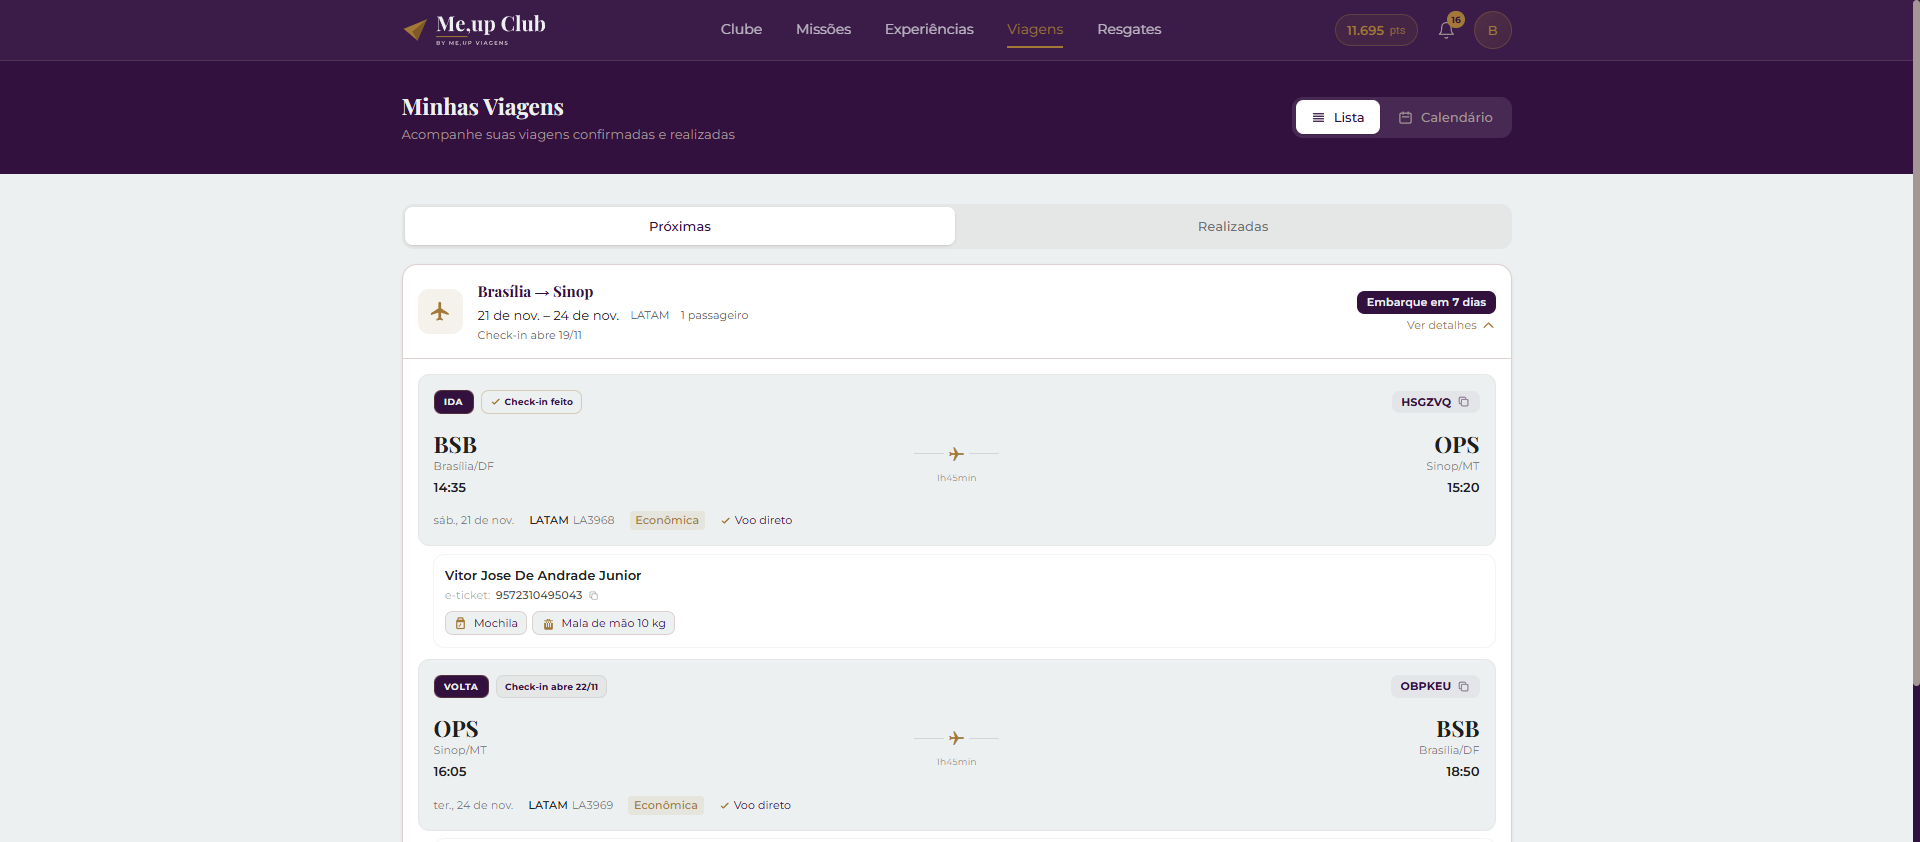 Me,up Club
BY ME,UP VIAGENS
Clube
Missões
Experiências
Viagens
Resgates
11.695 pts
16
B
Minhas Viagens
Acompanhe suas viagens confirmadas e realizadas
Lista
Calendário
Próximas
Realizadas
Brasília → Sinop
21 de nov. – 24 de nov. LATAM 1 passageiro
Check-in abre 19/11
Embarque em 7 dias
Ver detalhes
IDA
Check-in feito
HSGZVQ
BSB
Brasília/DF
14:35
1h45min
OPS
Sinop/MT
15:20
sáb., 21 de nov. LATAM LA3968 Econômica Voo direto
Vitor Jose De Andrade Junior
e-ticket: 9572310495043
Mochila
Mala de mão 10 kg
VOLTA
Check-in abre 22/11
OBPKEU
OPS
Sinop/MT
16:05
1h45min
BSB
Brasília/DF
18:50
ter., 24 de nov. LATAM LA3969 Econômica Voo direto